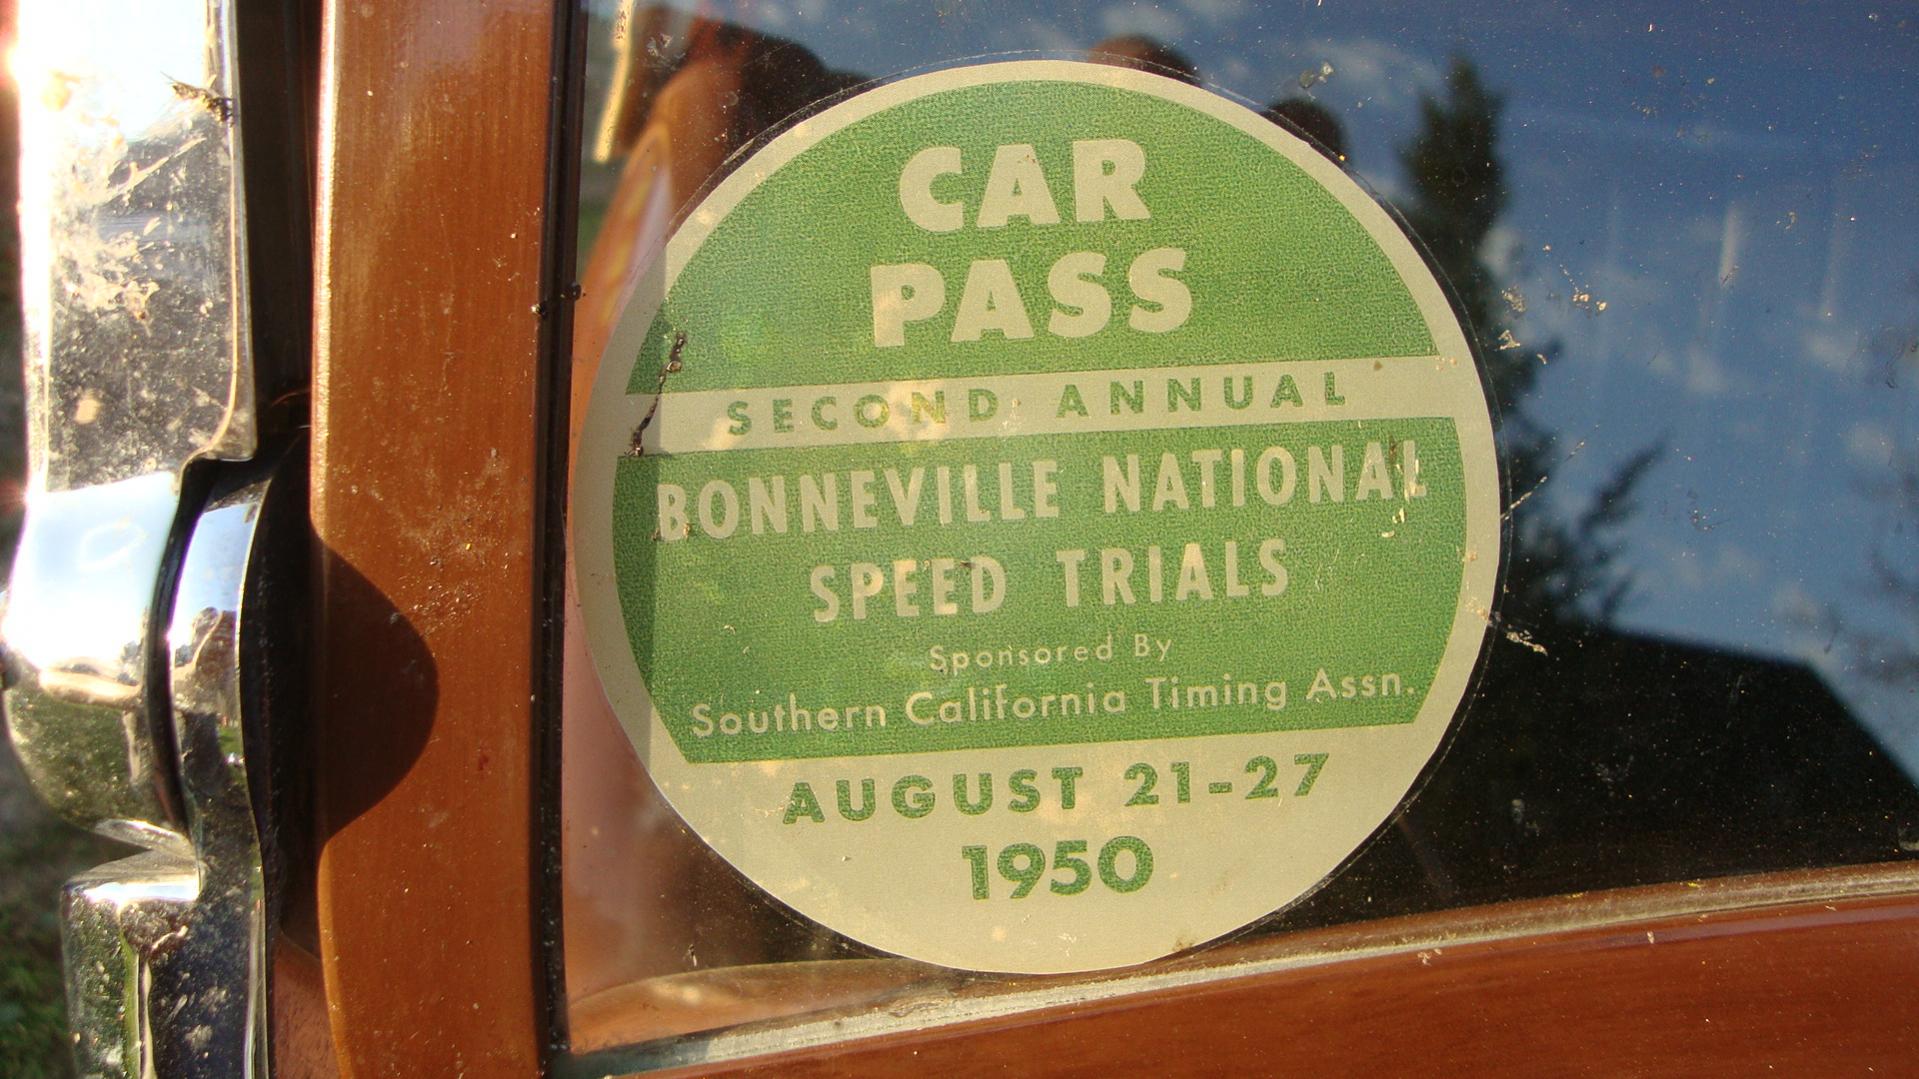 CAR
PASS
SECOND ANNUAL
BONNEVILLE NATIONAL
SPEED TRIALS
Sponsored By
Southern California Timing Assn.
AUGUST 21-27
1950